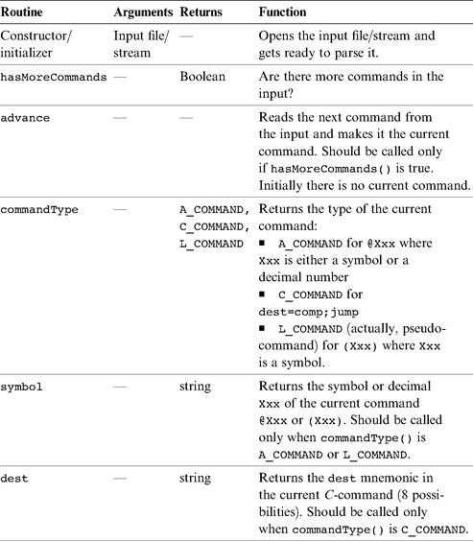 Routine Arguments Returns Function
Constructor/ Input file/ — Opens the input file/stream and
initializer stream gets ready to parse it.
hasMoreCommands — Boolean Are there more commands in the
input?
advance — — Reads the next command from
the input and makes it the current
command. Should be called only
if hasMoreCommands() is true.
Initially there is no current command.
commandType — A_COMMAND, Returns the type of the current
C_COMMAND, command:
L_COMMAND ■ A_COMMAND for @Xxx where
Xxx is either a symbol or a
decimal number
■ C_COMMAND for
dest=comp;jump
■ L_COMMAND (actually, pseudo-
command) for (Xxx) where Xxx
is a symbol.
symbol — string Returns the symbol or decimal
Xxx of the current command
@Xxx or (Xxx). Should be called
only when commandType() is
A_COMMAND or L_COMMAND.
dest — string Returns the dest mnemonic in
the current C-command (8 possi-
bilities). Should be called only
when commandType() is C_COMMAND.